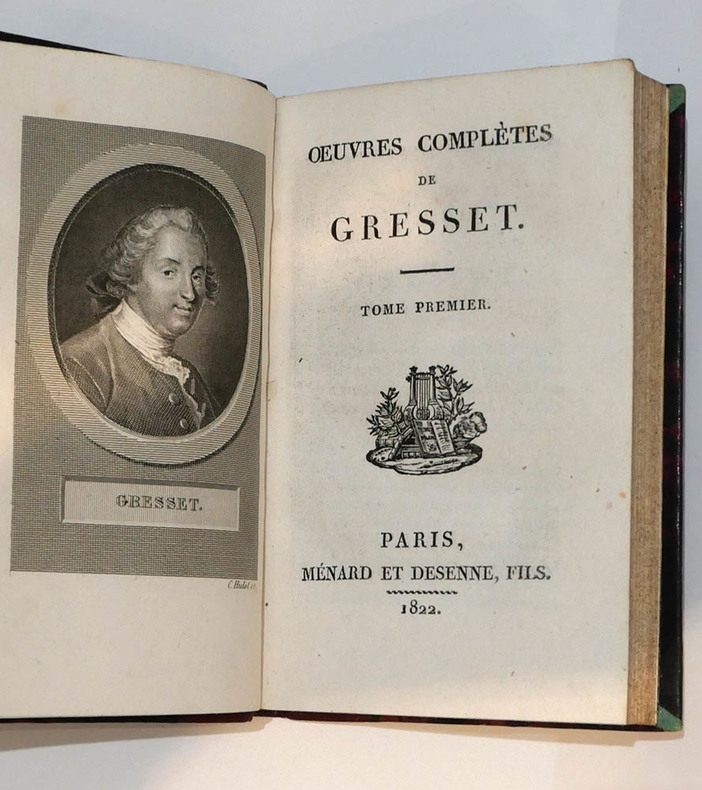 GRESSET.
OEUVRES COMPLÈTES
DE
GRESSET.
TOME PREMIER.
PARIS,
MÉNARD ET DESENNE, FILS.
1822.